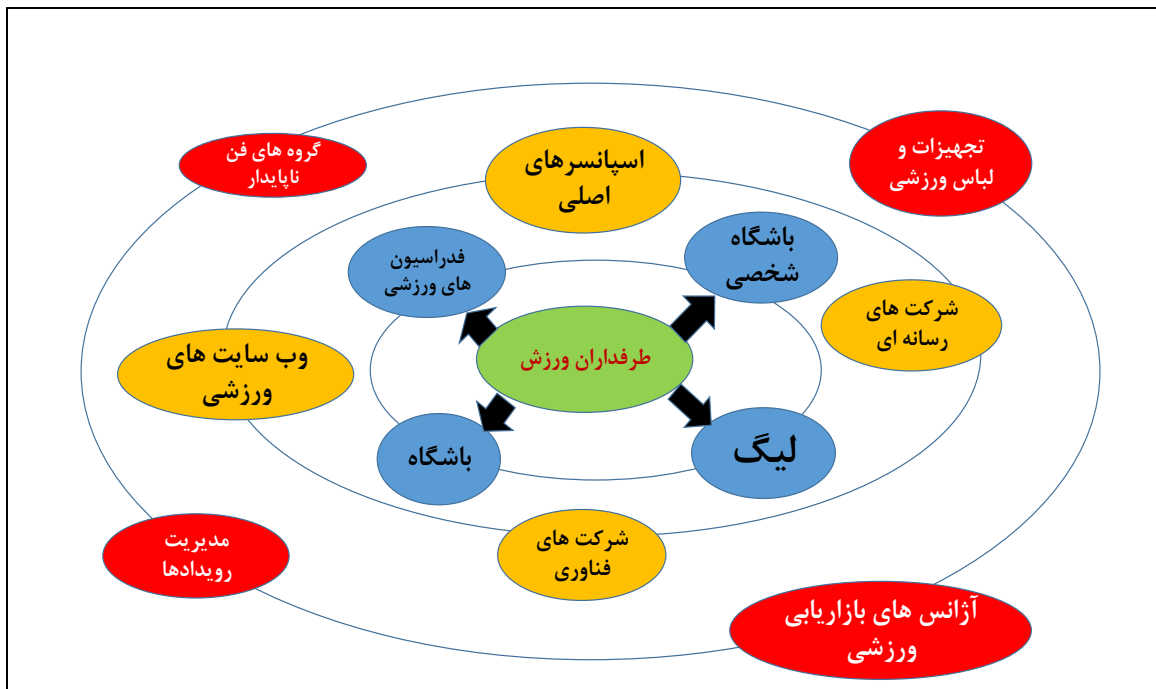 تجهیزات و
لباس ورزشی
گروه های فن
ناپایدار
اسپانسرهای
اصلی
باشگاه
شخصی
فدراسیون
های ورزشی
شرکت های
رسانه ای
طرفداران ورزش
وب سایت های
ورزشی
لیگ
باشگاه
شرکت های
فناوری
مدیریت
رویدادها
آژانس های بازاریابی
ورزشی